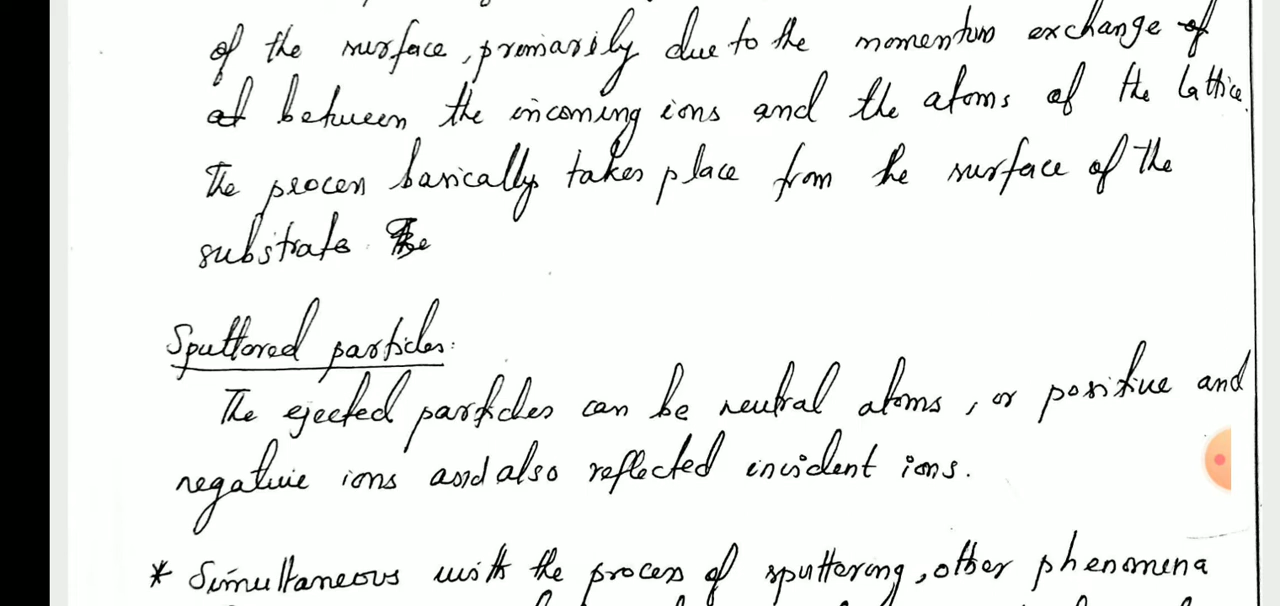 of the surface, primarily due to the momentum exchange of
at between the incoming ions and the atoms of the lattice.
The process basically takes place from the surface of the
substrate. The
Sputtered particles:
The ejected particles can be neutral atoms, or positive and
negative ions and also reflected incident ions.
* Simultaneous with the process of sputtering, other phenomena